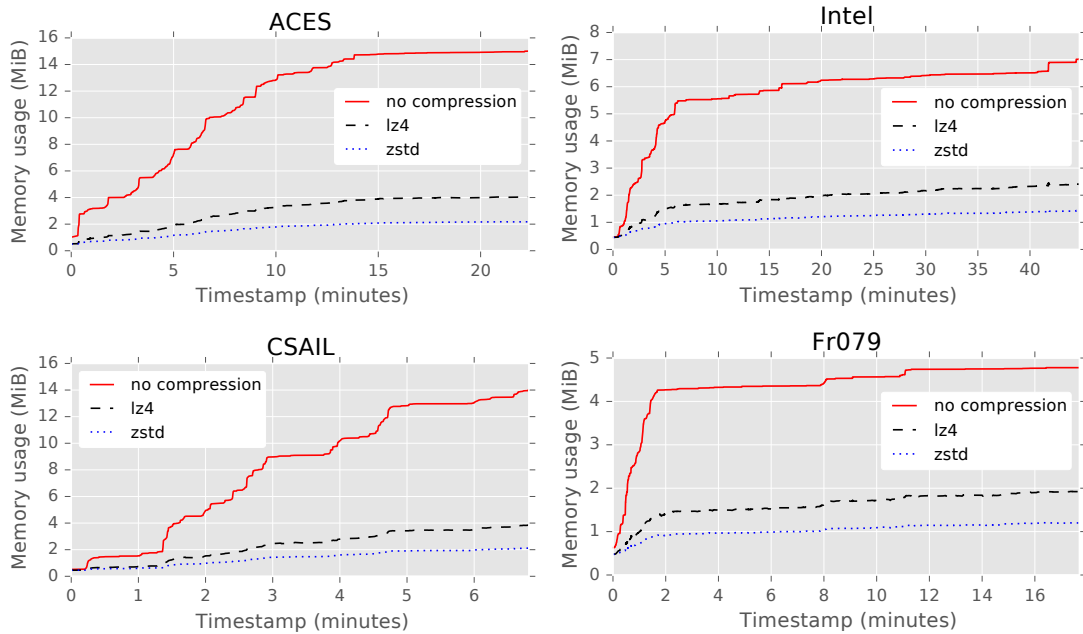 ACES
Memory usage (MiB)
16
14
12
10
8
6
4
2
0
no compression
lz4
zstd
0 5 10 15 20
Timestamp (minutes)
Intel
Memory usage (MiB)
8
7
6
5
4
3
2
1
0
no compression
lz4
zstd
0 5 10 15 20 25 30 35 40
Timestamp (minutes)
CSAIL
Memory usage (MiB)
16
14
12
10
8
6
4
2
0
no compression
lz4
zstd
0 1 2 3 4 5 6
Timestamp (minutes)
Fr079
Memory usage (MiB)
5
4
3
2
1
0
no compression
lz4
zstd
0 2 4 6 8 10 12 14 16
Timestamp (minutes)